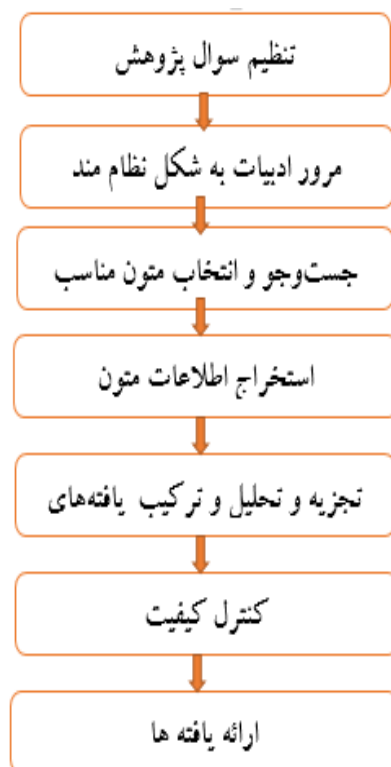 تنظیم سوال پژوهش
مرور ادبیات به شکل نظام مند
جست‌وجو و انتخاب متون مناسب
استخراج اطلاعات متون
تجزیه و تحلیل و ترکیب یافته‌های
کنترل کیفیت
ارائه یافته ها